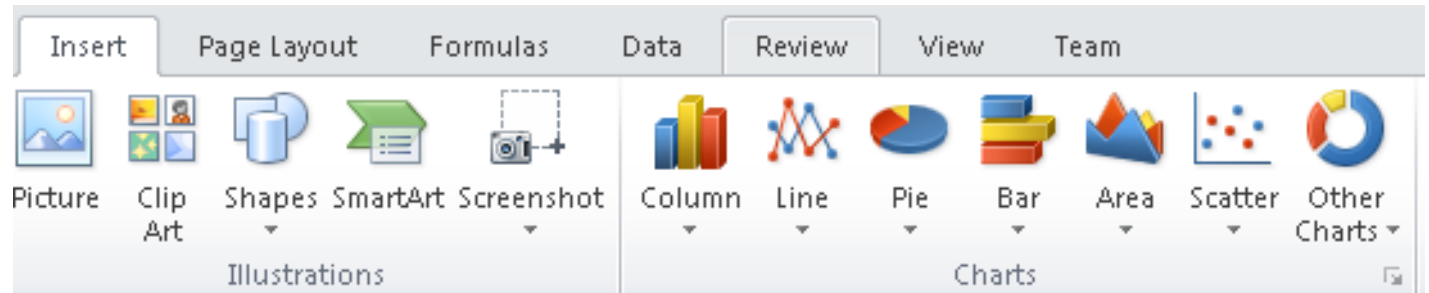 Insert Page Layout Formulas Data Review View Team
Picture Clip Shapes SmartArt Screenshot Column Line Pie Bar Area Scatter Other
Art Charts
Illustrations Charts